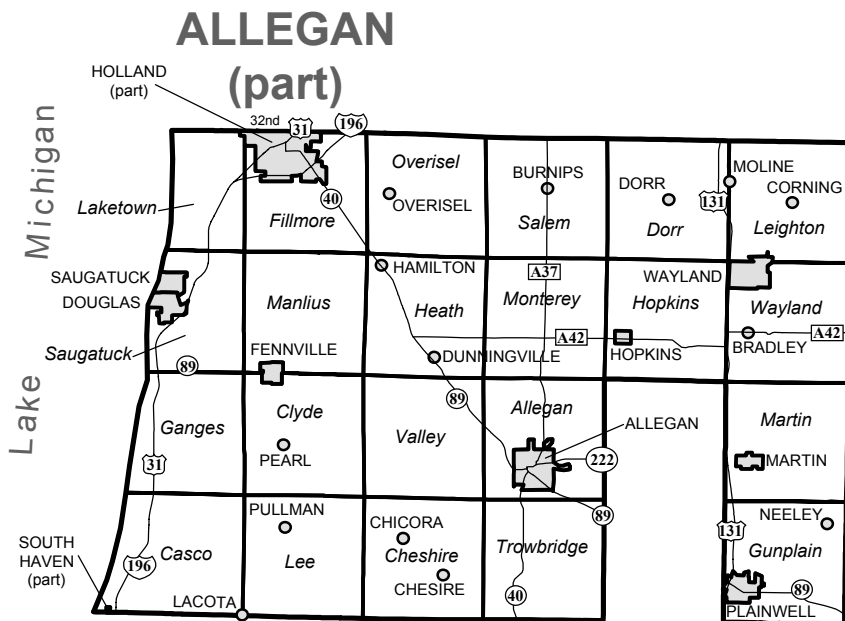 ALLEGAN
(part)
HOLLAND
(part)
32nd
31
196
Lake Michigan
Laketown
Fillmore
40
Overisel
OVERISEL
BURNIPS
Salem
DORR
Dorr
131
MOLINE
CORNING
Leighton
SAUGATUCK
DOUGLAS
Saugatuck
Manlius
HAMILTON
Heath
A37
Monterey
Hopkins
WAYLAND
Wayland
A42
HOPKINS
BRADLEY
A42
89
FENNVILLE
DUNNINGVILLE
89
Ganges
Clyde
PEARL
Valley
Allegan
ALLEGAN
222
Martin
MARTIN
31
89
SOUTH
HAVEN
(part)
196
Casco
LACOTA
PULLMAN
Lee
CHICORA
Cheshire
CHESIRE
Trowbridge
40
131
NEELEY
Gunplain
89
PLAINWELL